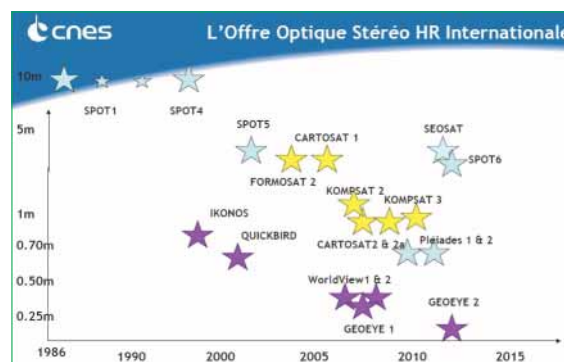 cnes
L'Offre Optique Stéréo HR Internationale
10m
SPOT1
SPOT4
5m
SPOT5
CARTOSAT 1
SEOSAT
FORMOSAT 2
SPOT6
KOMPSAT 2
KOMPSAT 3
1m
IKONOS
0.70m
QUICKBIRD
CARTOSAT2 & 2a
Pléiades 1 & 2
0.50m
WorldView1 & 2
GEOEYE 2
0.25m
GEOEYE 1
1986
1990
2000
2005
2010
2015